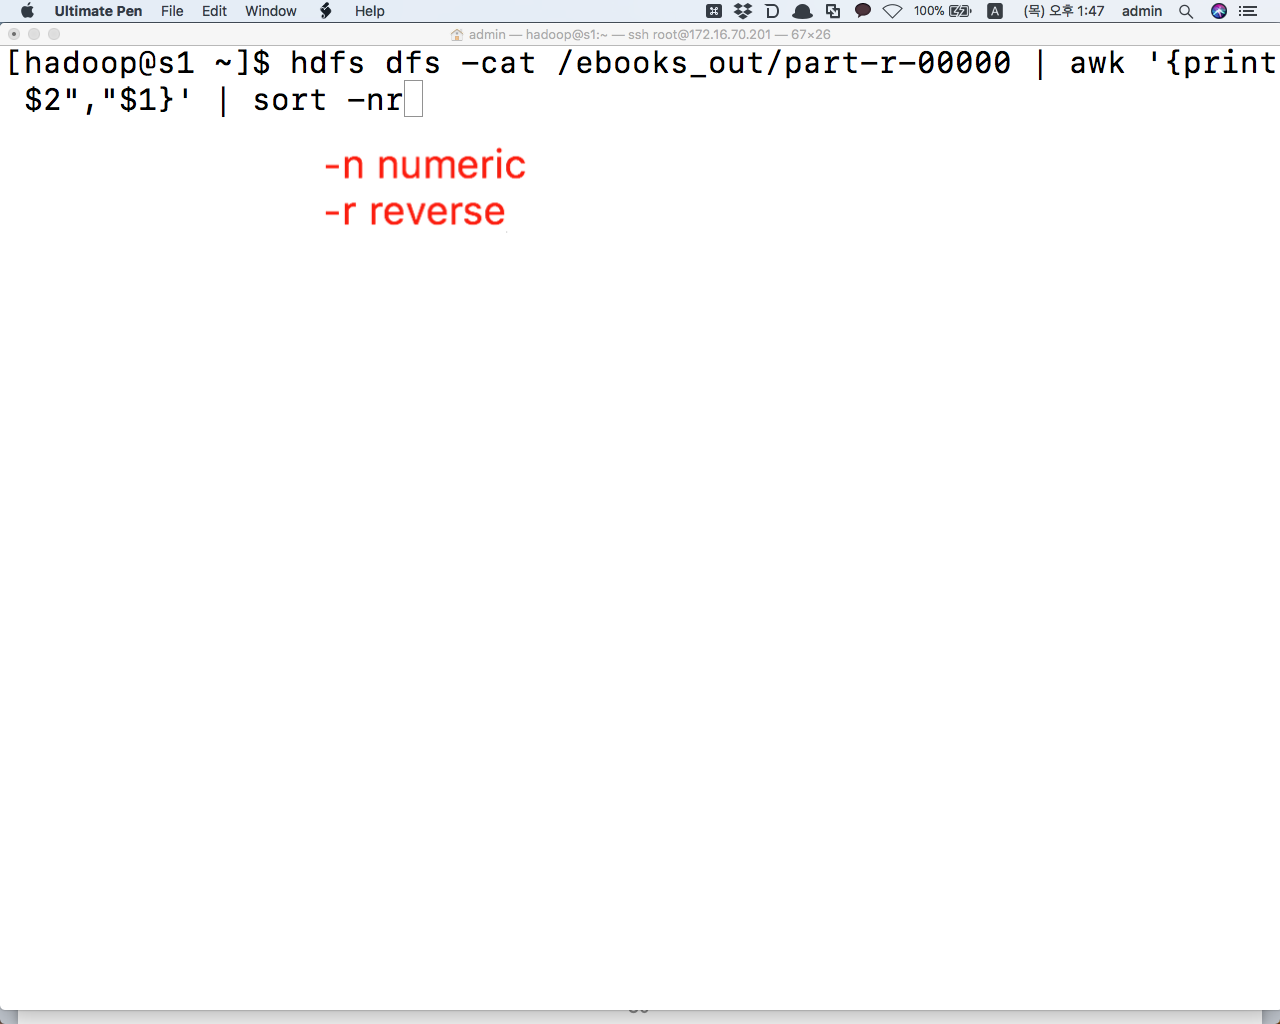 Ultimate Pen File Edit Window Help 100% A (목) 오후 1:47 admin
admin — hadoop@s1:~ — ssh root@172.16.70.201 — 67×26
[hadoop@s1 ~]$ hdfs dfs -cat /ebooks_out/part-r-00000 | awk '{print
$2","$1}' | sort -nr
-n numeric
-r reverse